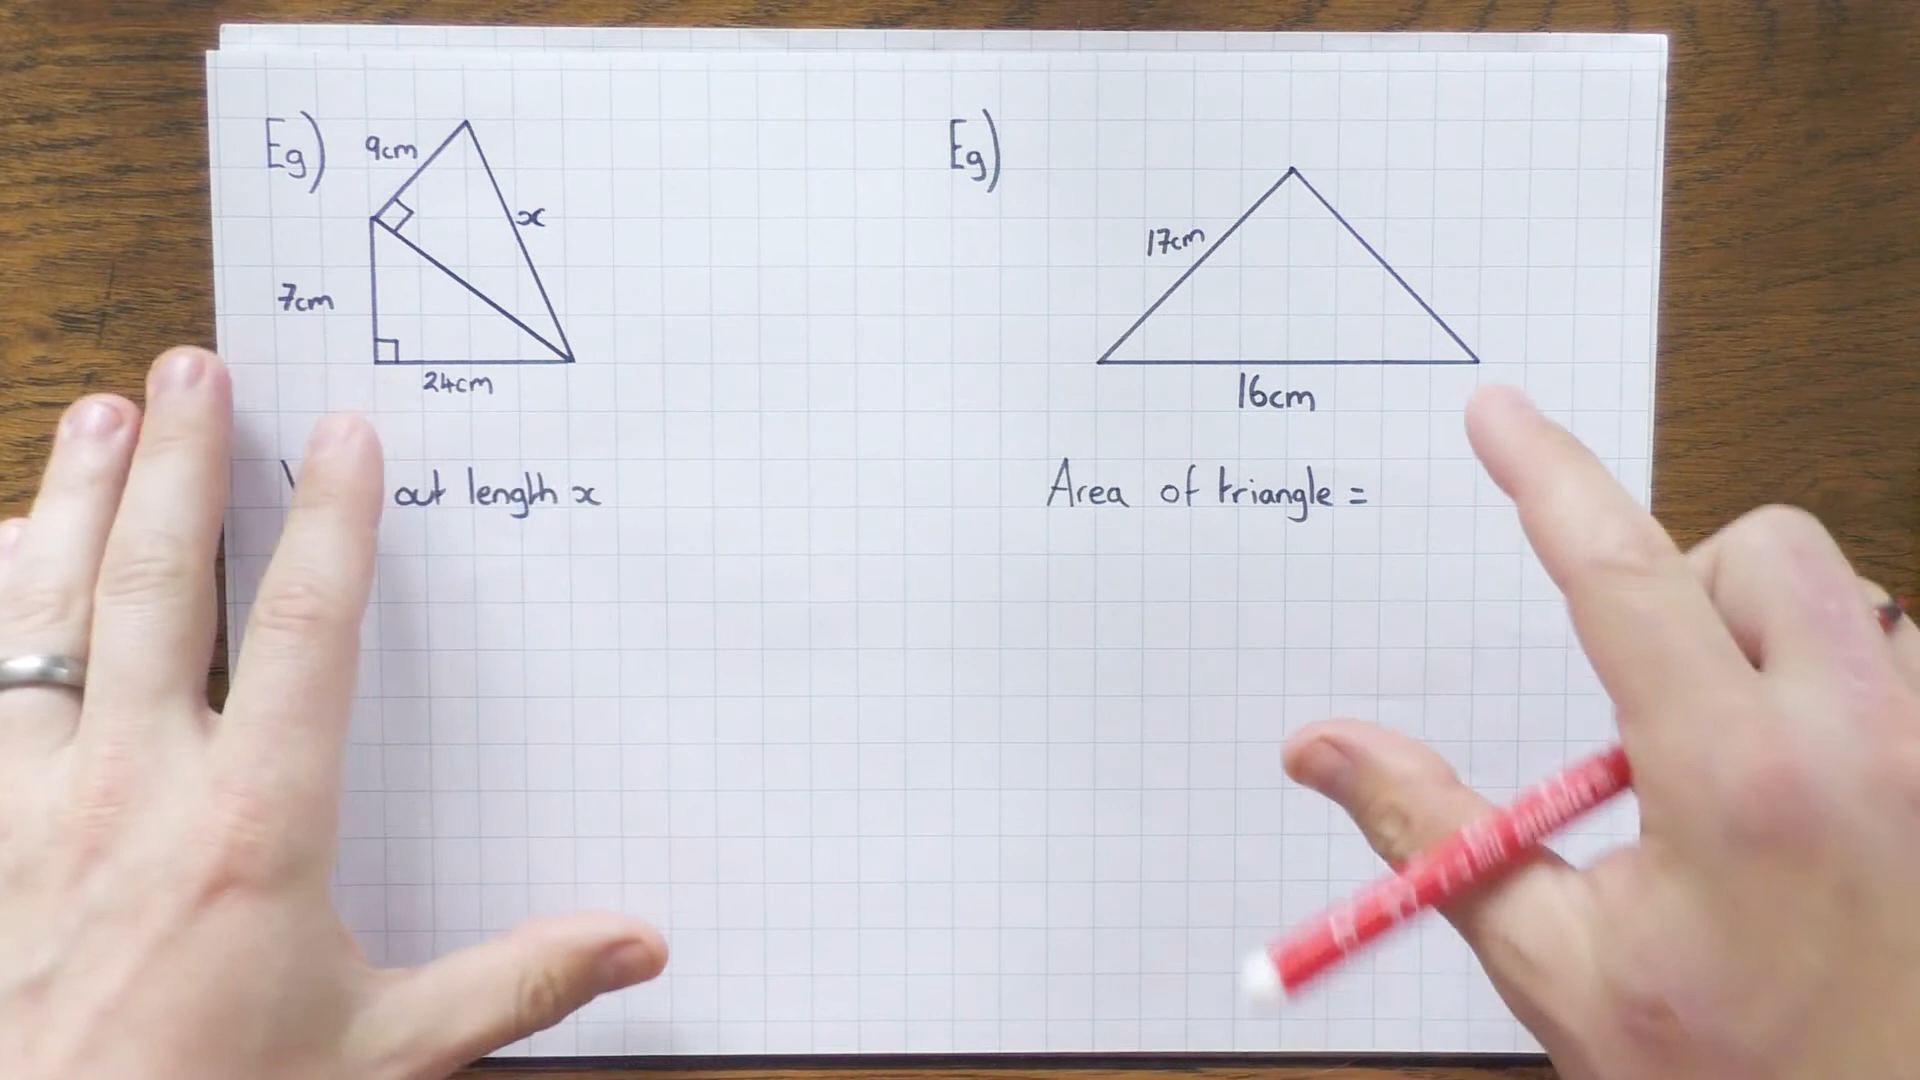 Eg)
9cm
x
7cm
24cm
out length x
Eg)
17cm
16cm
Area of triangle =